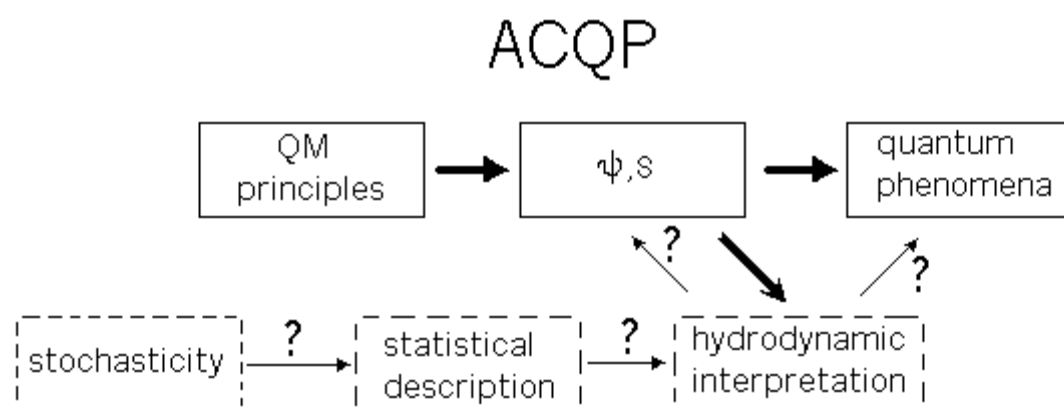 ACQP
QM
principles
ψ,s
quantum
phenomena
?
?
?
?
stochasticity
statistical
description
hydrodynamic
interpretation